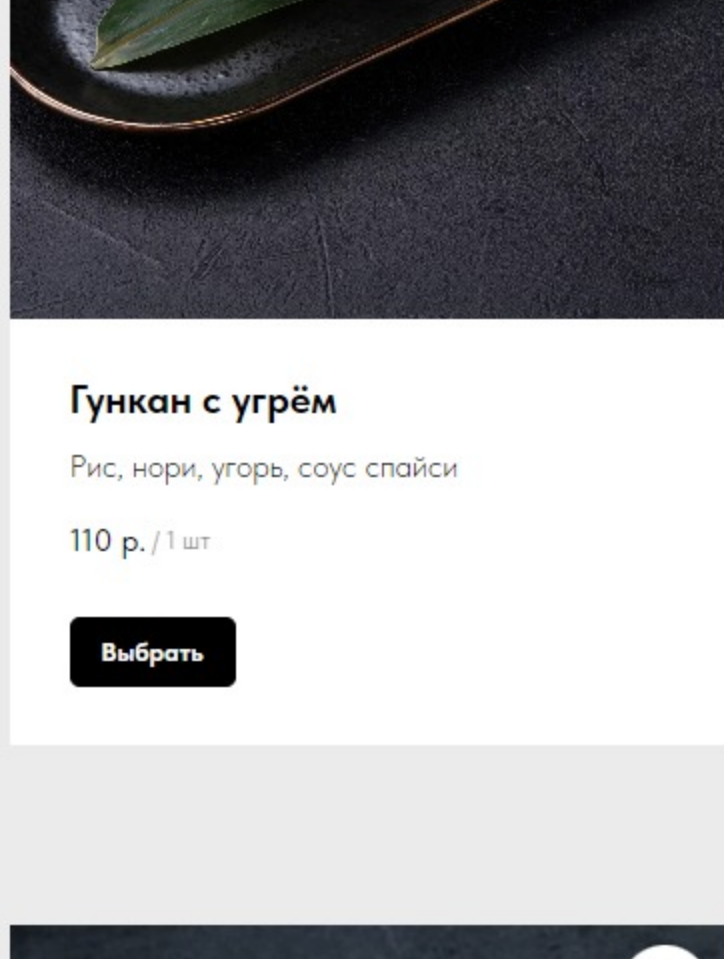 Гункан с угрём
Рис, нори, угорь, соус спайси
110 р. / 1 шт
Выбрать